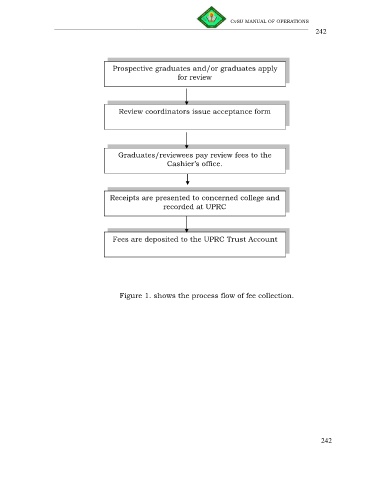 CvSU MANUAL OF OPERATIONS
242
Prospective graduates and/or graduates apply
for review
Review coordinators issue acceptance form
Graduates/reviewees pay review fees to the
Cashier's office.
Receipts are presented to concerned college and
recorded at UPRC
Fees are deposited to the UPRC Trust Account
Figure 1. shows the process flow of fee collection.
242